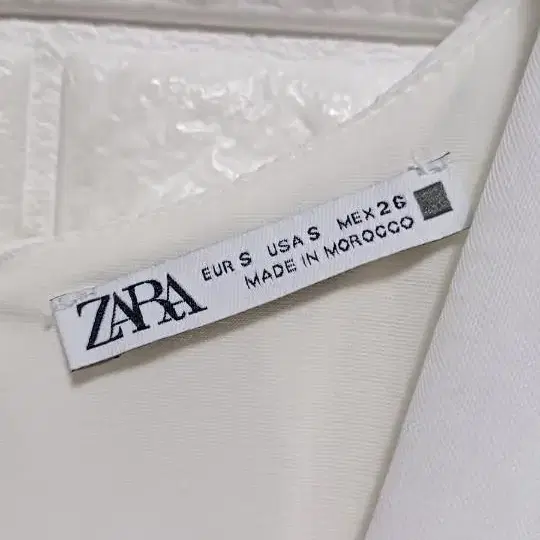 ZARA
EUR S USA S MEX 26
MADE IN MOROCCO